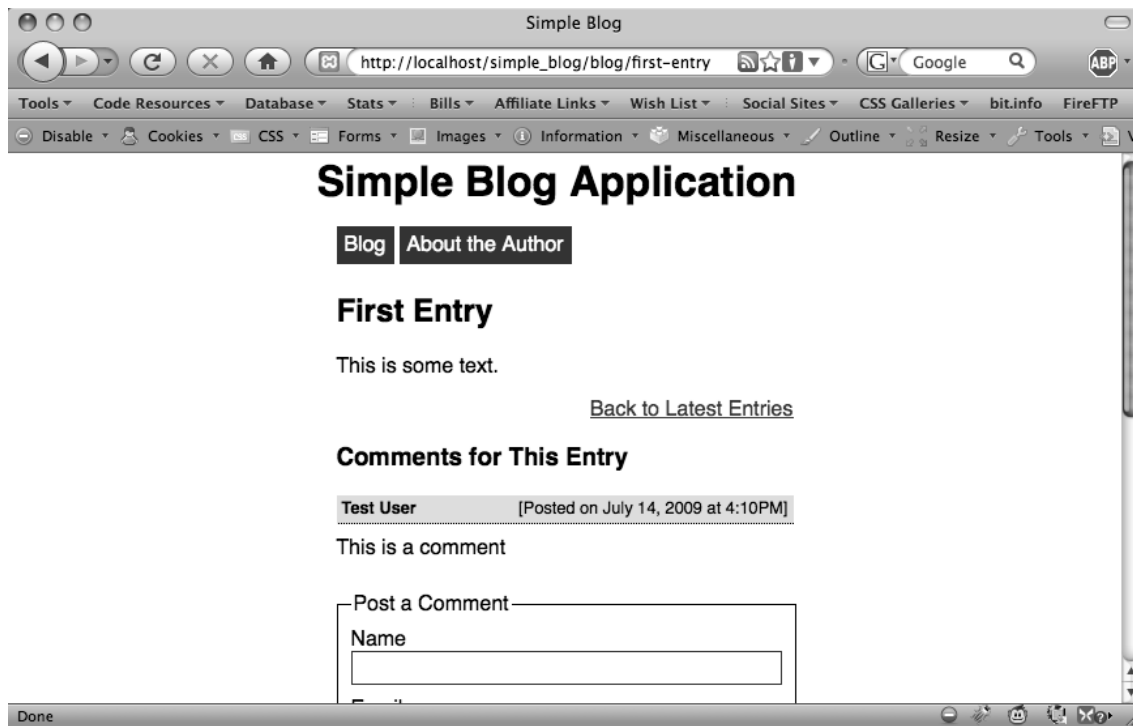 Simple Blog
http://localhost/simple_blog/blog/first-entry
G Google
ABP
Tools Code Resources Database Stats Bills Affiliate Links Wish List Social Sites CSS Galleries bit.info FireFTP
Disable Cookies CSS CSS Forms Images Information Miscellaneous Outline Resize Tools
Simple Blog Application
Blog About the Author
First Entry
This is some text.
Back to Latest Entries
Comments for This Entry
Test User [Posted on July 14, 2009 at 4:10PM]
This is a comment
Post a Comment
Name
Done